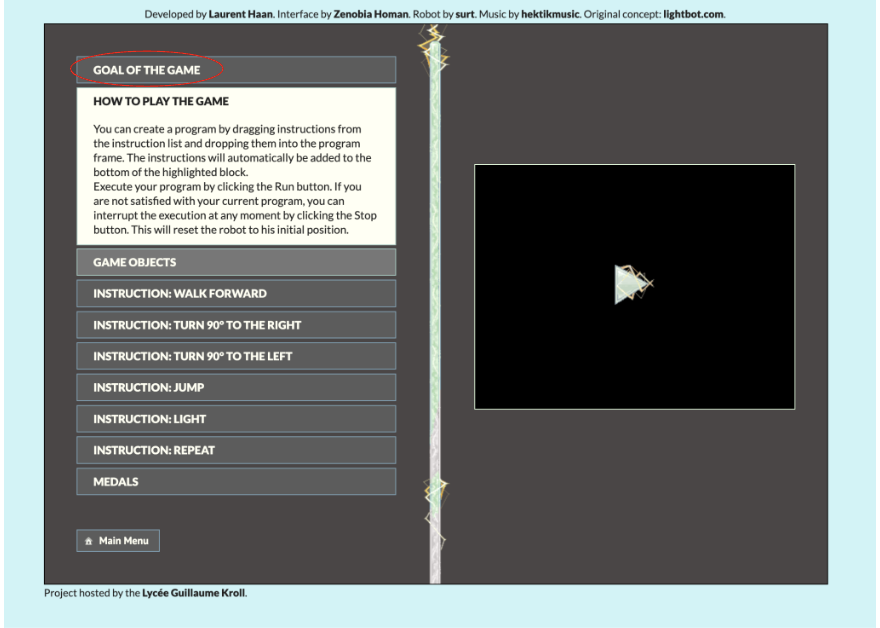 Developed by Laurent Haan. Interface by Zenobia Homan. Robot by surt. Music by hektikmusic. Original concept: lightbot.com.
GOAL OF THE GAME
HOW TO PLAY THE GAME
You can create a program by dragging instructions from
the instruction list and dropping them into the program
frame. The instructions will automatically be added to the
bottom of the highlighted block.
Execute your program by clicking the Run button. If you
are not satisfied with your current program, you can
interrupt the execution at any moment by clicking the Stop
button. This will reset the robot to his initial position.
GAME OBJECTS
INSTRUCTION: WALK FORWARD
INSTRUCTION: TURN 90° TO THE RIGHT
INSTRUCTION: TURN 90° TO THE LEFT
INSTRUCTION: JUMP
INSTRUCTION: LIGHT
INSTRUCTION: REPEAT
MEDALS
Main Menu
Project hosted by the Lycée Guillaume Kroll.